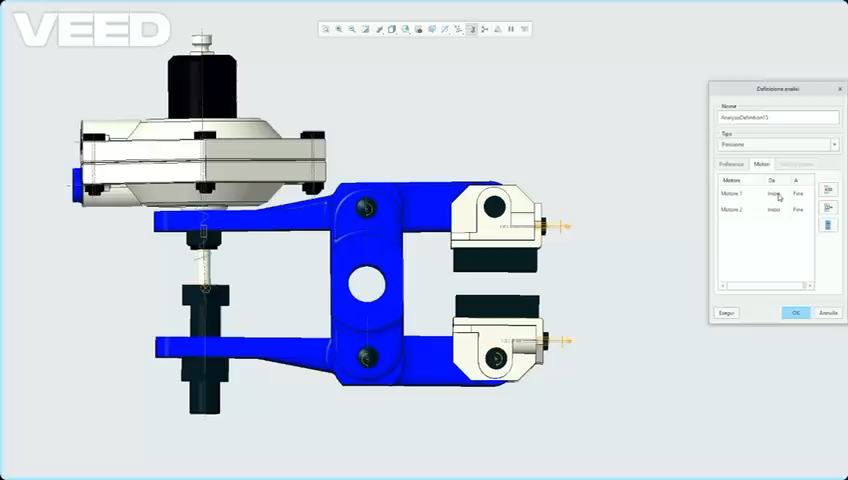 VEED
Definizione analisi
Nome
AnalysisDefinition15
Tipo
Posizione
Preferenze
Motori
Motore
Da
A
Motore 1
Inizio
Fine
Motore 2
Inizio
Fine
Esegui
OK
Annulla